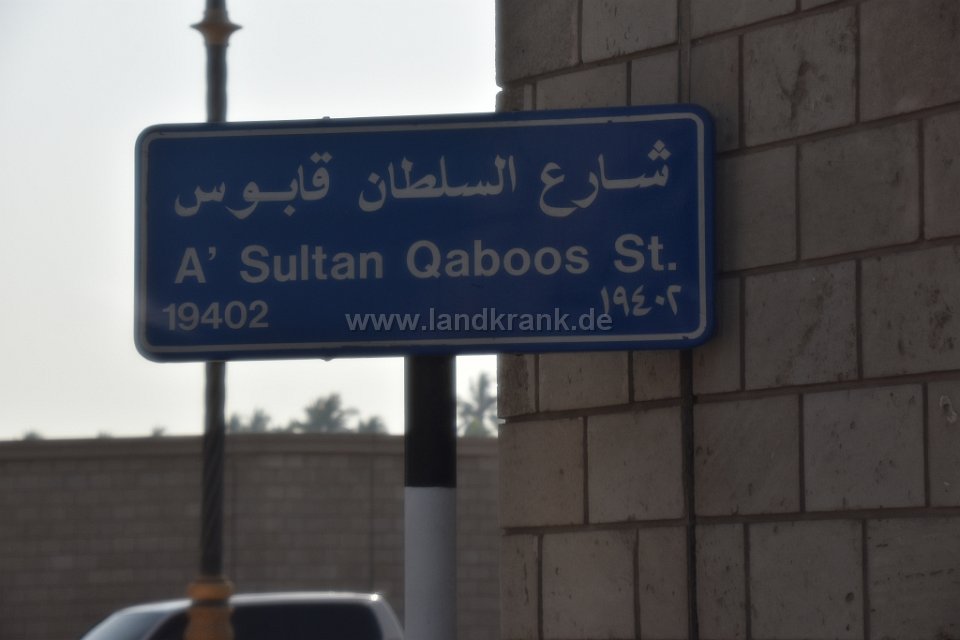 شارع السلطان قابوس
A' Sultan Qaboos St.
19402 ١٩٤٠٢
www.landkrank.de